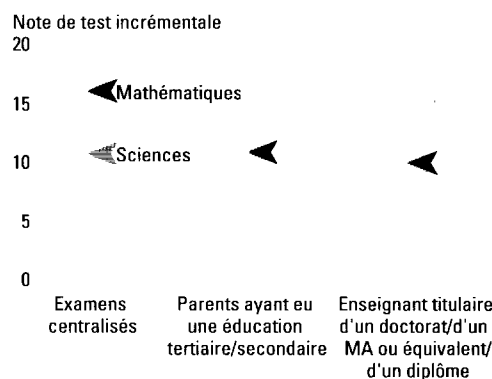 Note de test incrémentale
20
Mathématiques
15
Sciences
10
5
0
Examens centralisés
Parents ayant eu une éducation tertiaire/secondaire
Enseignant titulaire d'un doctorat/d'un MA ou équivalent/ d'un diplôme